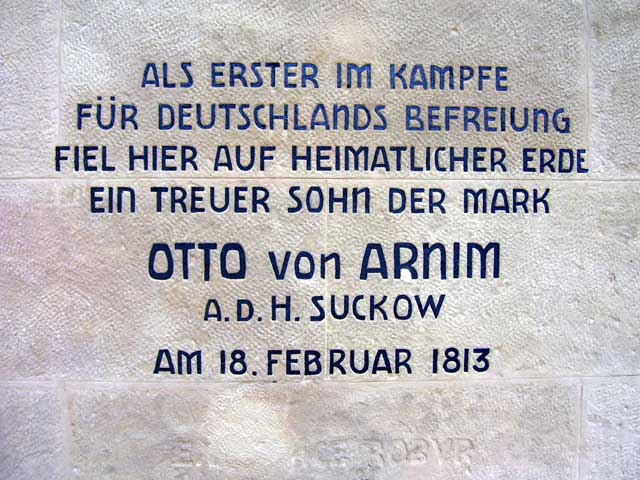 ALS ERSTER IM KAMPFE
FÜR DEUTSCHLANDS BEFREIUNG
FIEL HIER AUF HEIMATLICHER ERDE
EIN TREUER SOHN DER MARK
OTTO von ARNIM
A.D.H. SUCKOW
AM 18. FEBRUAR 1813
ROBUR